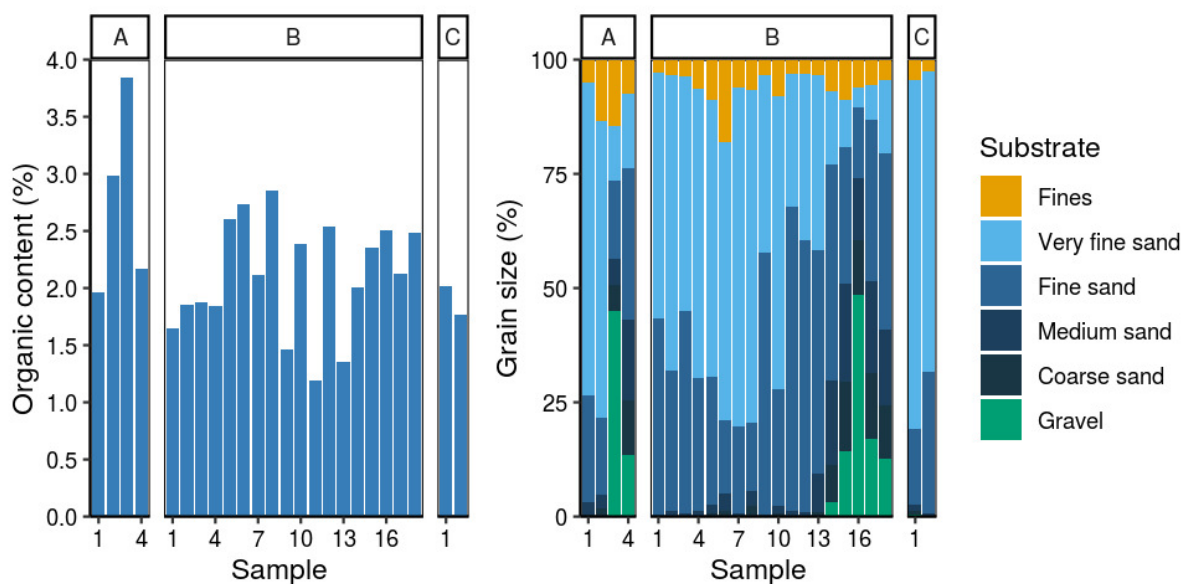 A B C
Organic content (%)
4.0
3.5
3.0
2.5
2.0
1.5
1.0
0.5
0.0
1 4 1 4 7 10 13 16 1
Sample
A B C
Grain size (%)
100
75
50
25
0
1 4 1 4 7 10 13 16 1
Sample
Substrate
Fines
Very fine sand
Fine sand
Medium sand
Coarse sand
Gravel